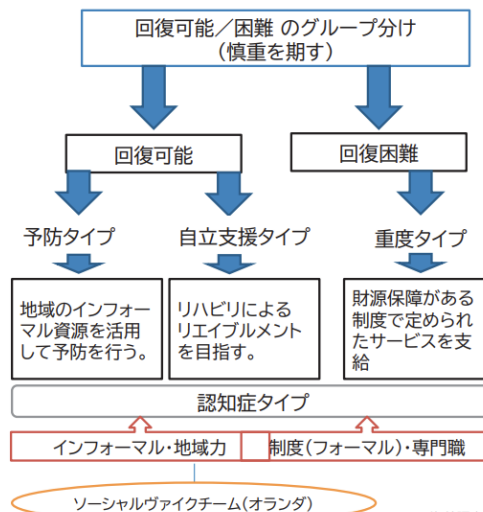 回復可能／困難 のグループ分け
（慎重を期す）
回復可能
回復困難
予防タイプ
自立支援タイプ
重度タイプ
地域のインフォー
マル資源を活用
して予防を行う。
リハビリによる
リエイブルメント
を目指す。
財源保障がある
制度で定められ
たサービスを支
給
認知症タイプ
インフォーマル・地域力
制度（フォーマル）・専門職
ソーシャルヴァイクチーム（オランダ）